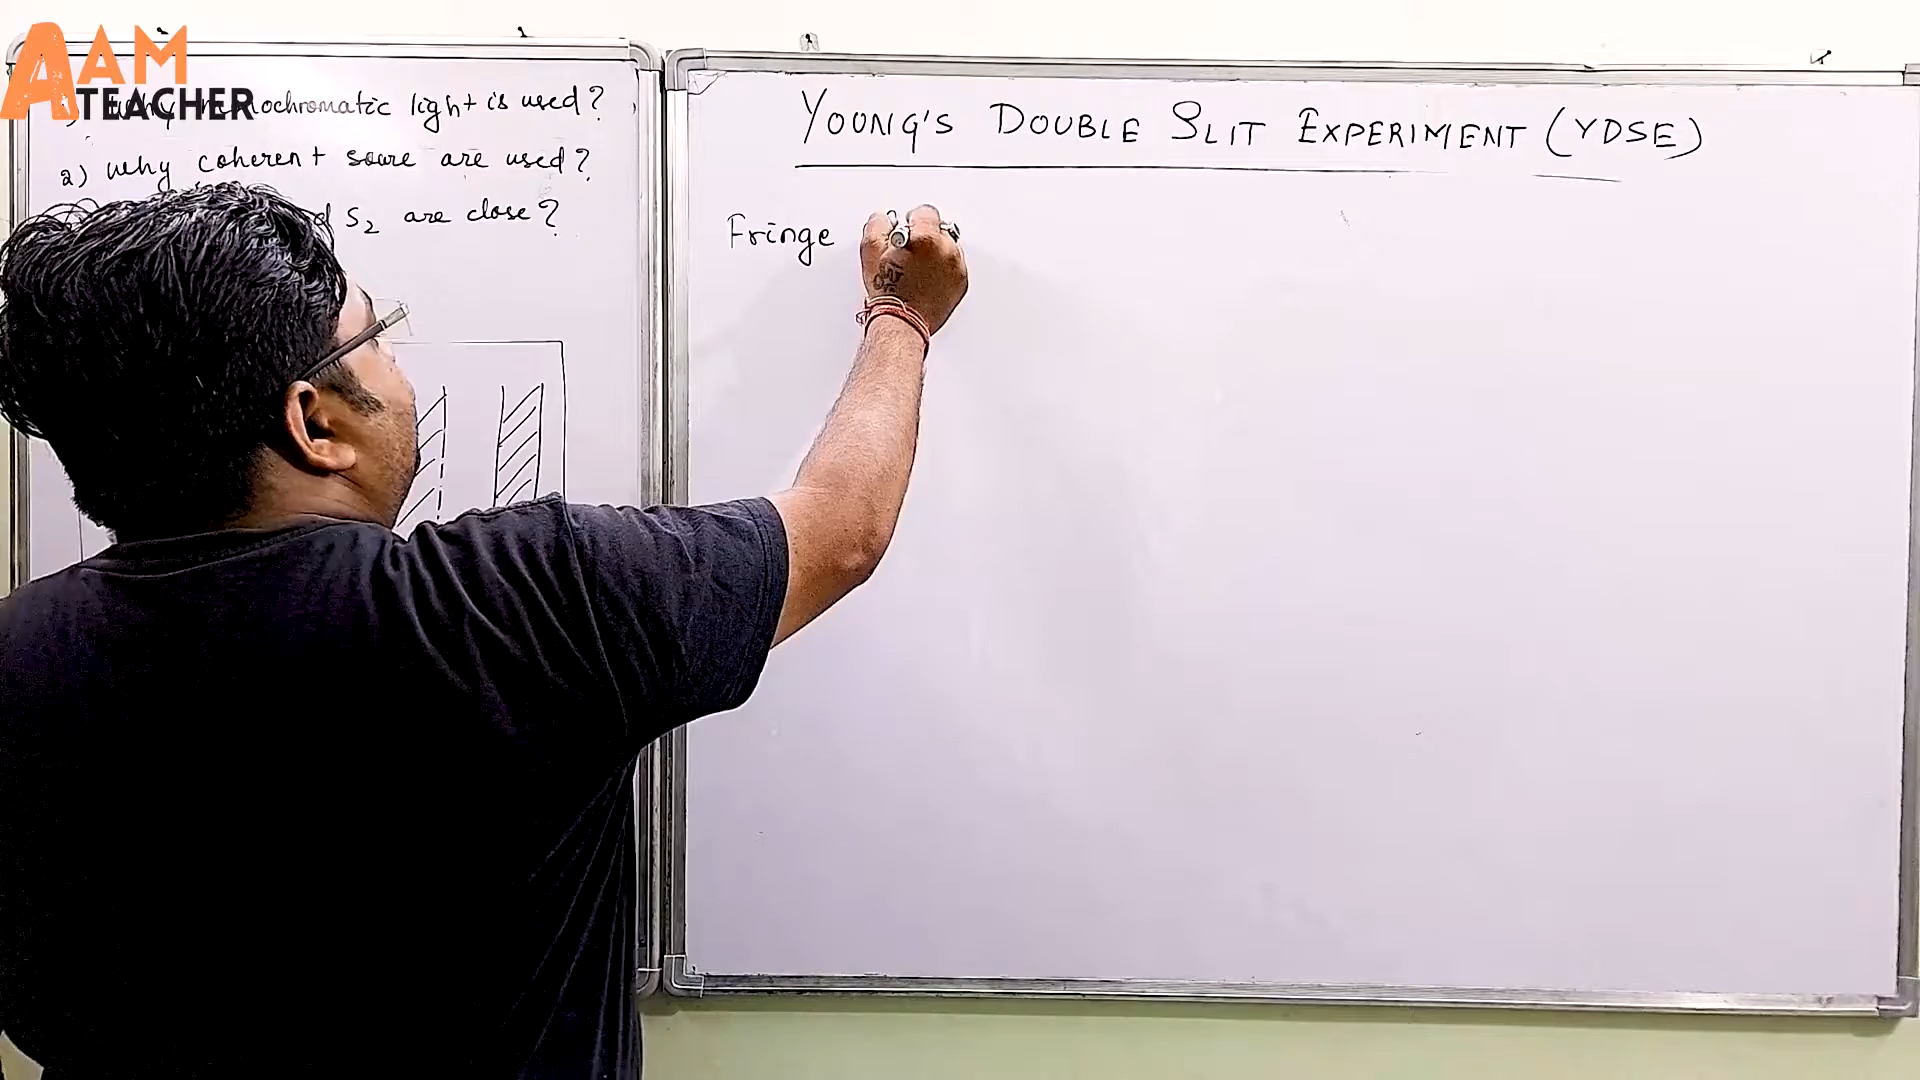 AAM
TEACHER
monochromatic light is used?
2) why coherent soure are used?
S2 are close?
YOUNG'S DOUBLE SLIT EXPERIMENT (YDSE)
Fringe